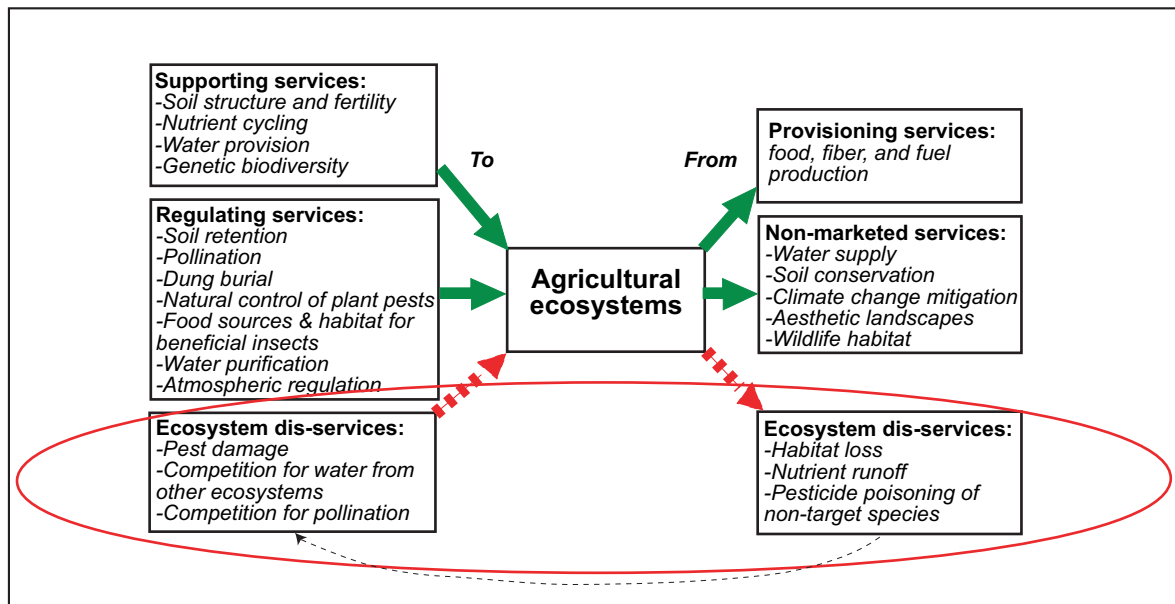 Supporting services:
-Soil structure and fertility
-Nutrient cycling
-Water provision
-Genetic biodiversity
To
Regulating services:
-Soil retention
-Pollination
-Dung burial
-Natural control of plant pests
-Food sources & habitat for
beneficial insects
-Water purification
-Atmospheric regulation
Ecosystem dis-services:
-Pest damage
-Competition for water from
other ecosystems
-Competition for pollination
Agricultural
ecosystems
From
Provisioning services:
food, fiber, and fuel
production
Non-marketed services:
-Water supply
-Soil conservation
-Climate change mitigation
-Aesthetic landscapes
-Wildlife habitat
Ecosystem dis-services:
-Habitat loss
-Nutrient runoff
-Pesticide poisoning of
non-target species